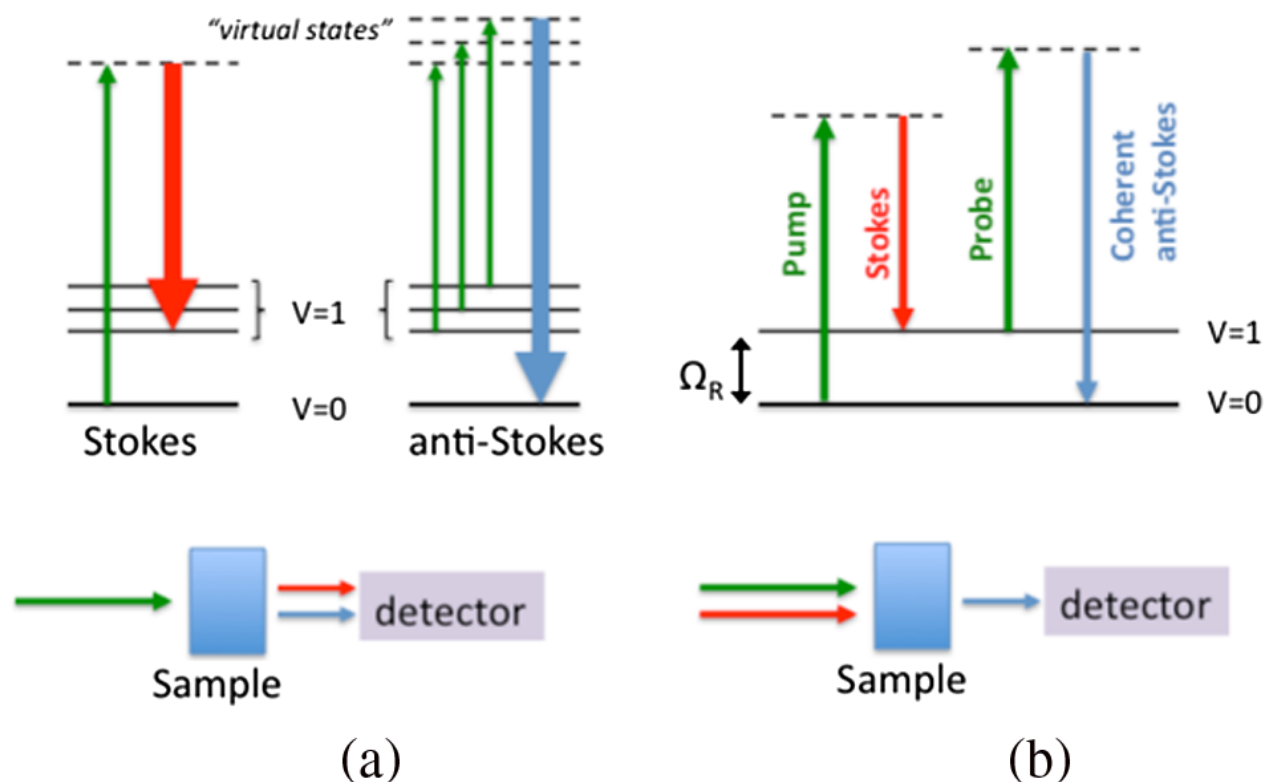 “virtual states”
V=1
V=0
Stokes
anti-Stokes
Sample
detector
(a)
Pump
Stokes
Probe
Coherent
anti-Stokes
V=1
ΩR
V=0
Sample
detector
(b)